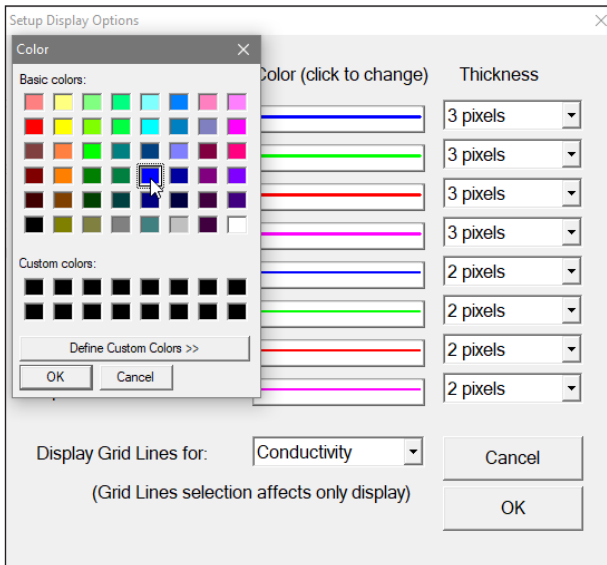 Setup Display Options
Color
Basic colors:
Color (click to change)
Thickness
3 pixels
3 pixels
3 pixels
3 pixels
2 pixels
2 pixels
2 pixels
2 pixels
Custom colors:
Define Custom Colors >>
OK
Cancel
Display Grid Lines for:
Conductivity
Cancel
(Grid Lines selection affects only display)
OK